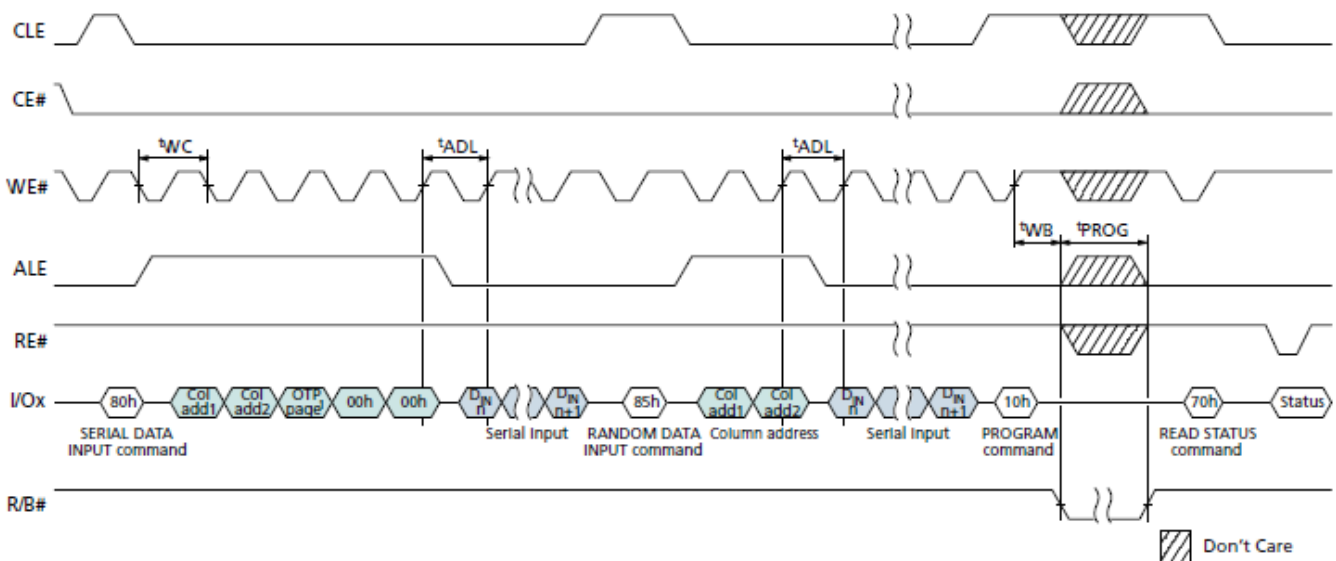 CLE
CE#
tWC
tADL
tADL
WE#
tWB
tPROG
ALE
RE#
I/Ox
80h
Col
add1
Col
add2
OTP
page1
00h
00h
DIN
n
DIN
n+1
85h
Col
add1
Col
add2
DIN
n
DIN
n+1
10h
70h
Status
SERIAL DATA
INPUT command
Serial input
RANDOM DATA
INPUT command
Column address
Serial input
PROGRAM
command
READ STATUS
command
R/B#
Don't Care